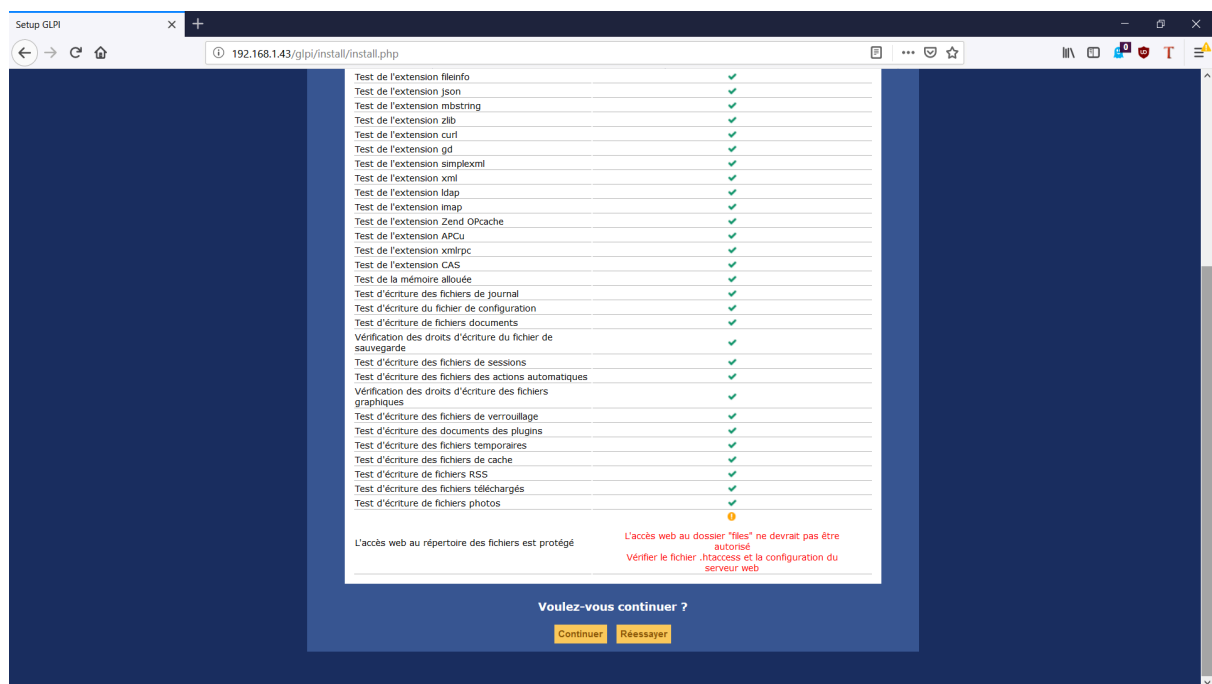 Setup GLPI
192.168.1.43/glpi/install/install.php
0
Test de l'extension fileinfo
Test de l'extension json
Test de l'extension mbstring
Test de l'extension zlib
Test de l'extension curl
Test de l'extension gd
Test de l'extension simplexml
Test de l'extension xml
Test de l'extension ldap
Test de l'extension imap
Test de l'extension Zend OPcache
Test de l'extension APCu
Test de l'extension xmlrpc
Test de l'extension CAS
Test de la mémoire allouée
Test d'écriture des fichiers de journal
Test d'écriture du fichier de configuration
Test d'écriture de fichiers documents
Vérification des droits d'écriture du fichier de
sauvegarde
Test d'écriture des fichiers de sessions
Test d'écriture des fichiers des actions automatiques
Vérification des droits d'écriture des fichiers
graphiques
Test d'écriture des fichiers de verrouillage
Test d'écriture des documents des plugins
Test d'écriture des fichiers temporaires
Test d'écriture des fichiers de cache
Test d'écriture de fichiers RSS
Test d'écriture des fichiers téléchargés
Test d'écriture de fichiers photos
L'accès web au répertoire des fichiers est protégé
L'accès web au dossier "files" ne devrait pas être
autorisé
Vérifier le fichier .htaccess et la configuration du
serveur web
Voulez-vous continuer ?
Continuer
Réessayer